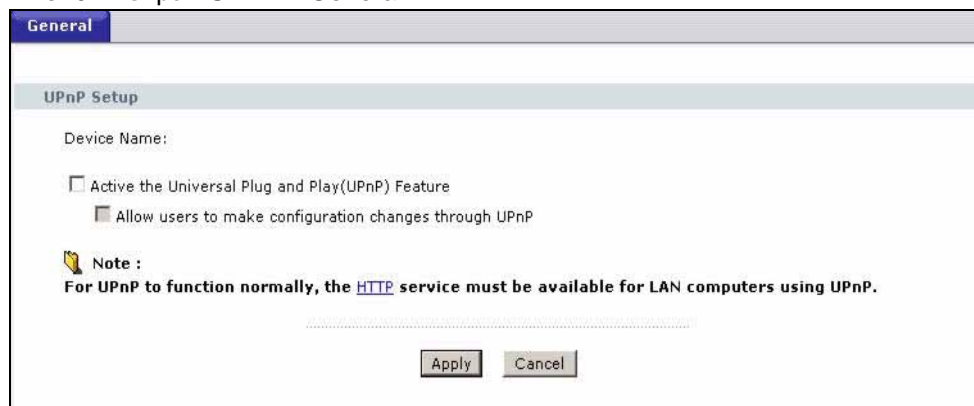 General
UPnP Setup
Device Name:
Active the Universal Plug and Play(UPnP) Feature
Allow users to make configuration changes through UPnP
Note :
For UPnP to function normally, the HTTP service must be available for LAN computers using UPnP.
Apply Cancel